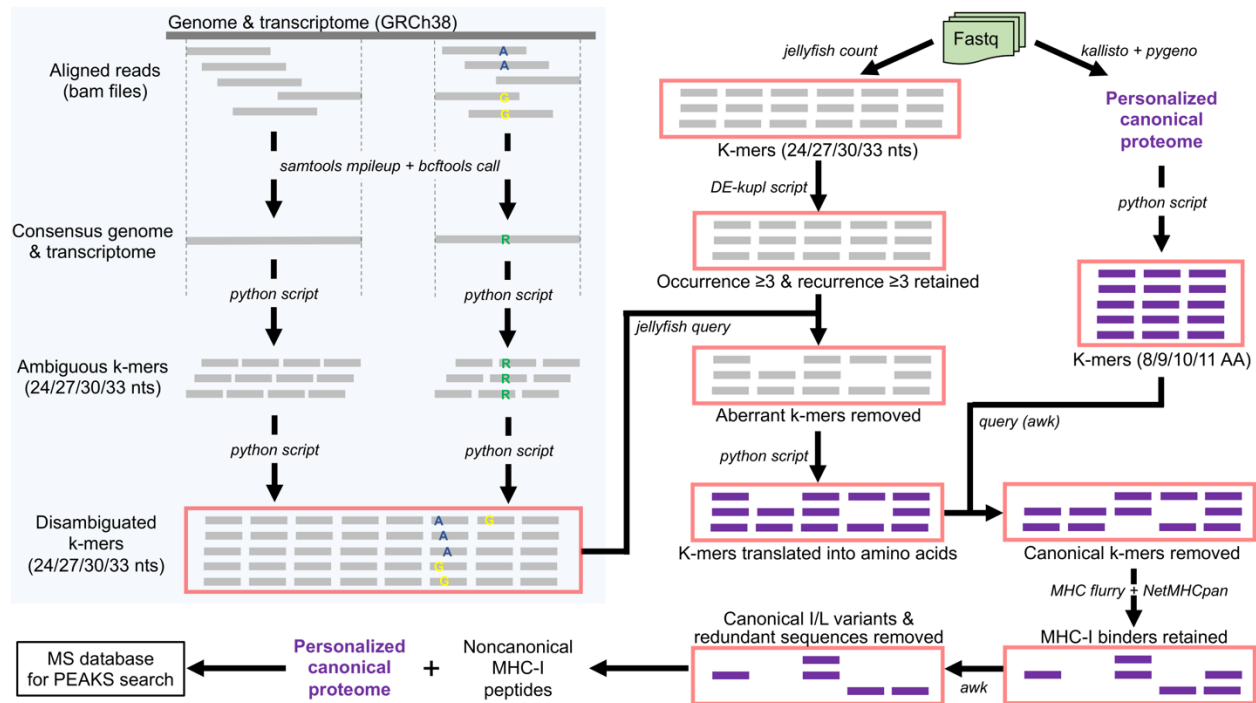 Genome & transcriptome (GRCh38)
Aligned reads
(bam files)
A
A
G
G
samtools mpileup + bcftools call
Consensus genome
& transcriptome
R
python script
python script
Ambiguous k-mers
(24/27/30/33 nts)
R
R
R
python script
python script
Disambiguated
k-mers
(24/27/30/33 nts)
A
G
A
A
G
G
Fastq
jellyfish count
kallisto + pygeno
K-mers (24/27/30/33 nts)
Personalized
canonical
proteome
DE-kupl script
python script
Occurrence ≥3 & recurrence ≥3 retained
jellyfish query
K-mers (8/9/10/11 AA)
Aberrant k-mers removed
query (awk)
python script
K-mers translated into amino acids
Canonical k-mers removed
MHC flurry + NetMHCpan
MHC-I binders retained
Canonical I/L variants &
redundant sequences removed
awk
Noncanonical
MHC-I
peptides
+
Personalized
canonical
proteome
MS database
for PEAKS search